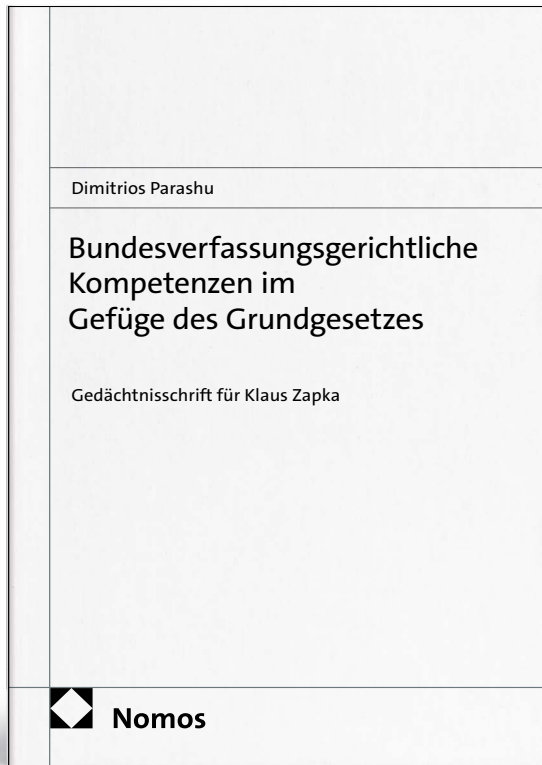 Dimitrios Parashu
Bundesverfassungsgerichtliche
Kompetenzen im
Gefüge des Grundgesetzes
Gedächtnisschrift für Klaus Zapka
Nomos